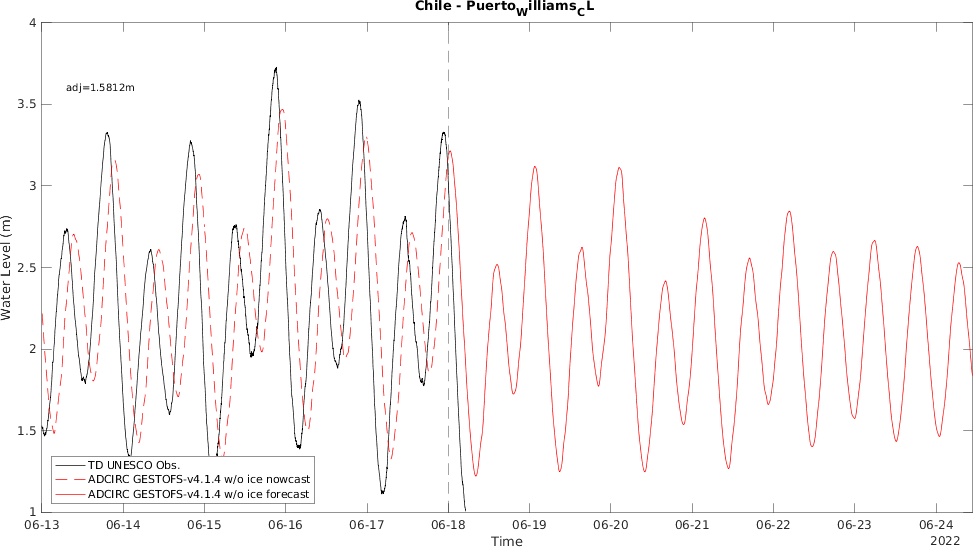 Chile - Puerto_Williams_CL
4
adj=1.5812m
3.5
3
2.5
2
1.5
1
Water Level (m)
TD UNESCO Obs.
ADCIRC GESTOFS-v4.1.4 w/o ice nowcast
ADCIRC GESTOFS-v4.1.4 w/o ice forecast
06-13 06-14 06-15 06-16 06-17 06-18 06-19 06-20 06-21 06-22 06-23 06-24
Time 2022